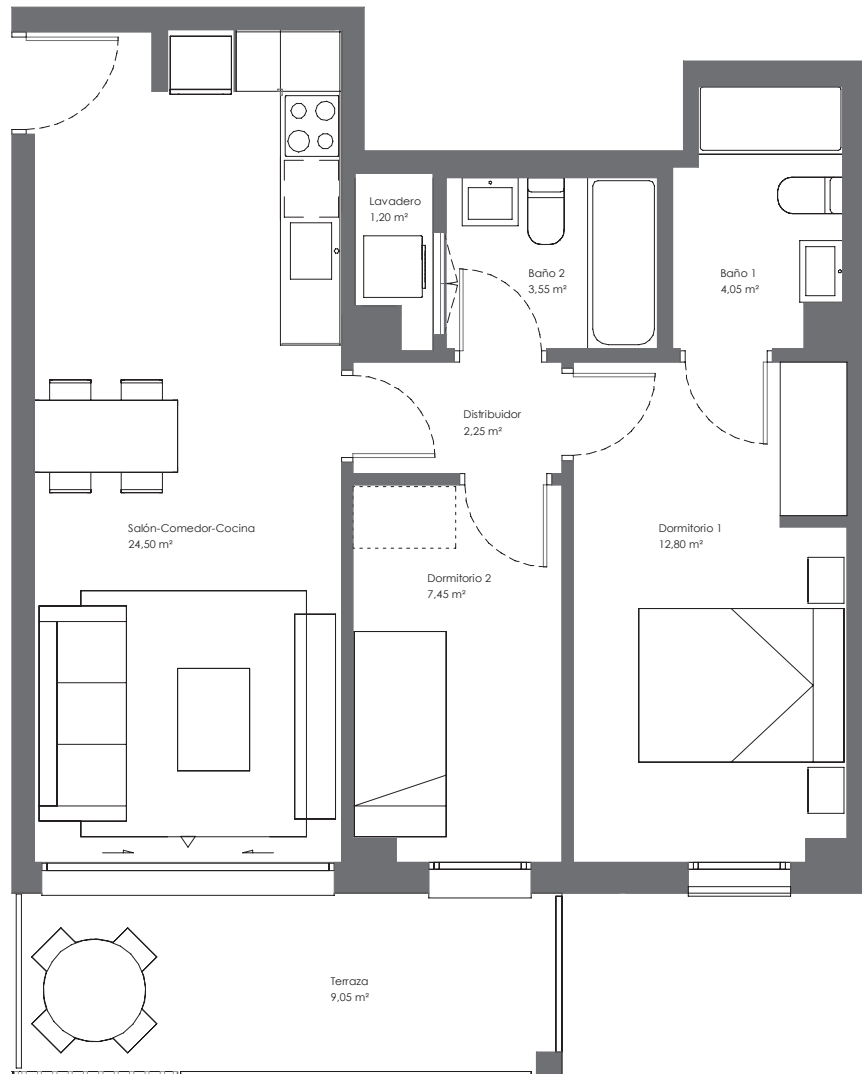 Lavadero
1,20 m²
Baño 2
3,55 m²
Baño 1
4,05 m²
Distribuidor
2,25 m²
Salón-Comedor-Cocina
24,50 m²
Dormitorio 1
12,80 m²
Dormitorio 2
7,45 m²
Terraza
9,05 m²